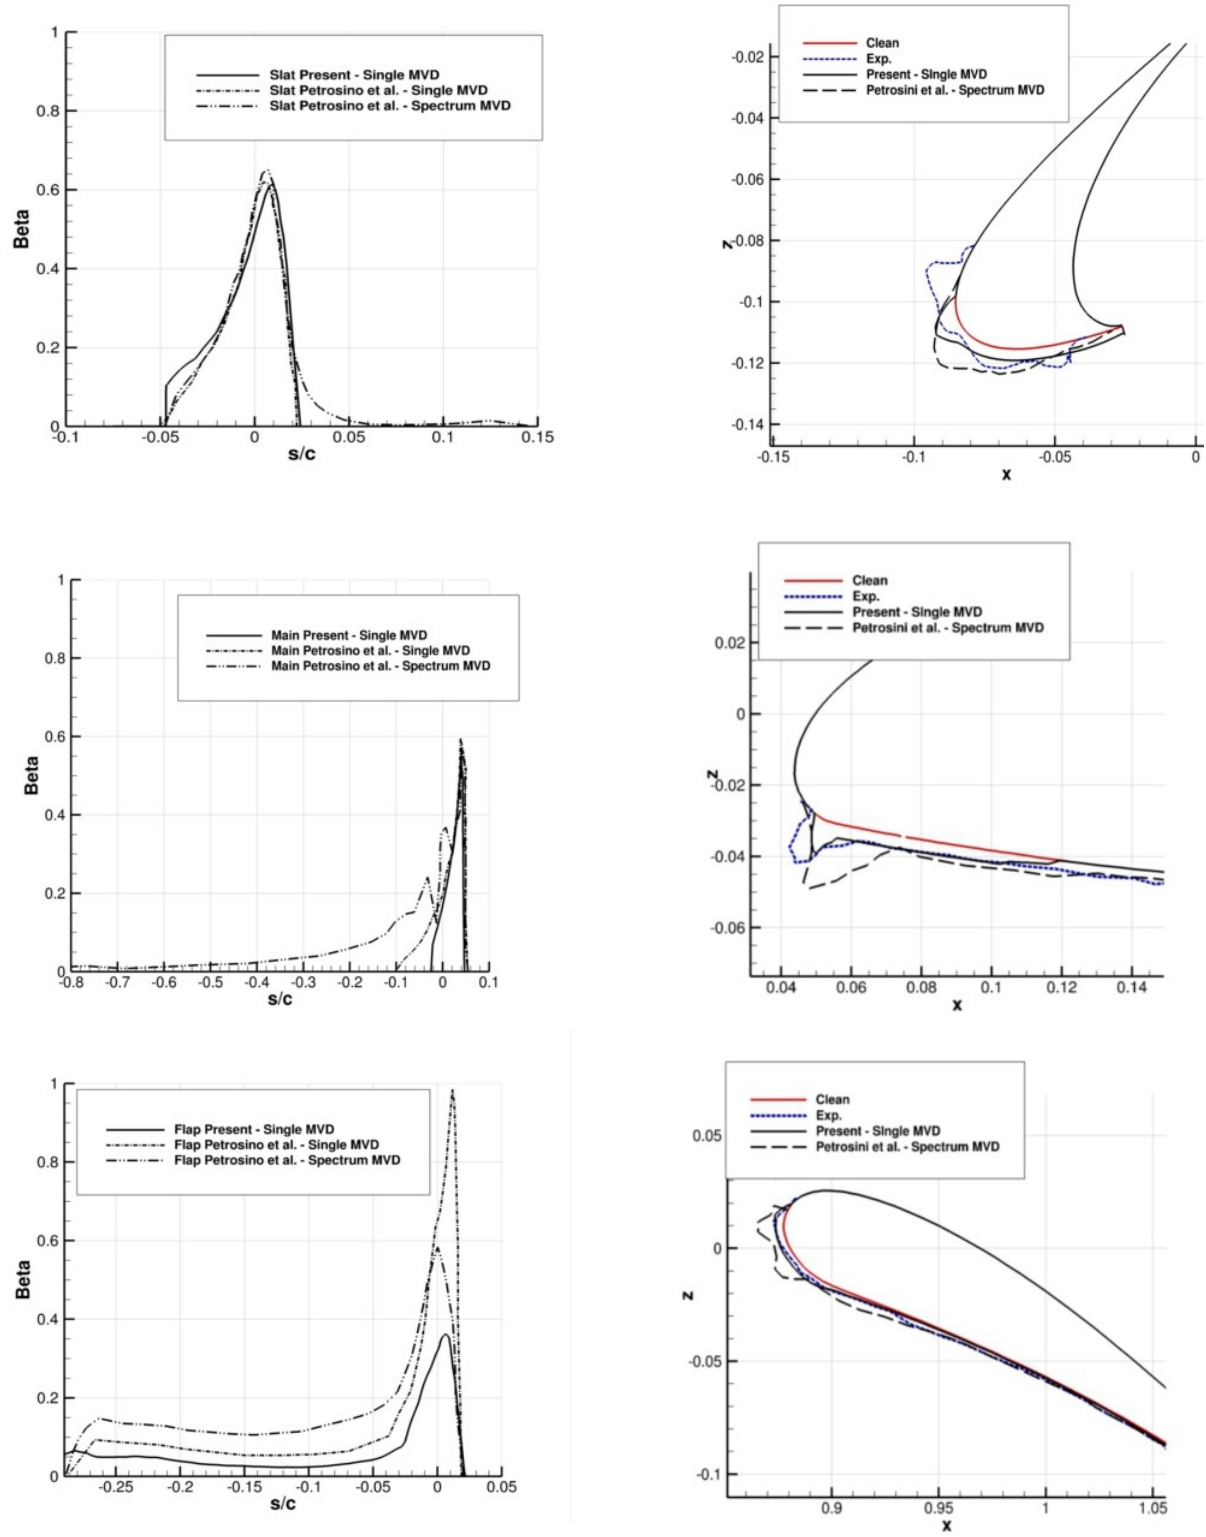 1
0.8
0.6
0.4
0.2
0
Beta
-0.1
-0.05
0
0.05
0.1
0.15
s/c
Slat Present - Single MVD
Slat Petrosino et al. - Single MVD
Slat Petrosino et al. - Spectrum MVD
Clean
Exp.
Present - SIngle MVD
Petrosini et al. - Spectrum MVD
-0.02
-0.04
-0.06
-0.08
-0.1
-0.12
-0.14
z
-0.15
-0.1
-0.05
0
x
1
0.8
0.6
0.4
0.2
0
Beta
-0.8
-0.7
-0.6
-0.5
-0.4
-0.3
-0.2
-0.1
0
0.1
s/c
Main Present - Single MVD
Main Petrosino et al. - Single MVD
Main Petrosino et al. - Spectrum MVD
Clean
Exp.
Present - SIngle MVD
Petrosini et al. - Spectrum MVD
0.02
0
-0.02
-0.04
-0.06
z
0.04
0.06
0.08
0.1
0.12
0.14
x
1
0.8
0.6
0.4
0.2
0
Beta
-0.25
-0.2
-0.15
-0.1
-0.05
0
0.05
s/c
Flap Present - Single MVD
Flap Petrosino et al. - Single MVD
Flap Petrosino et al. - Spectrum MVD
Clean
Exp.
Present - SIngle MVD
Petrosini et al. - Spectrum MVD
0.05
0
-0.05
-0.1
z
0.9
0.95
1
1.05
x